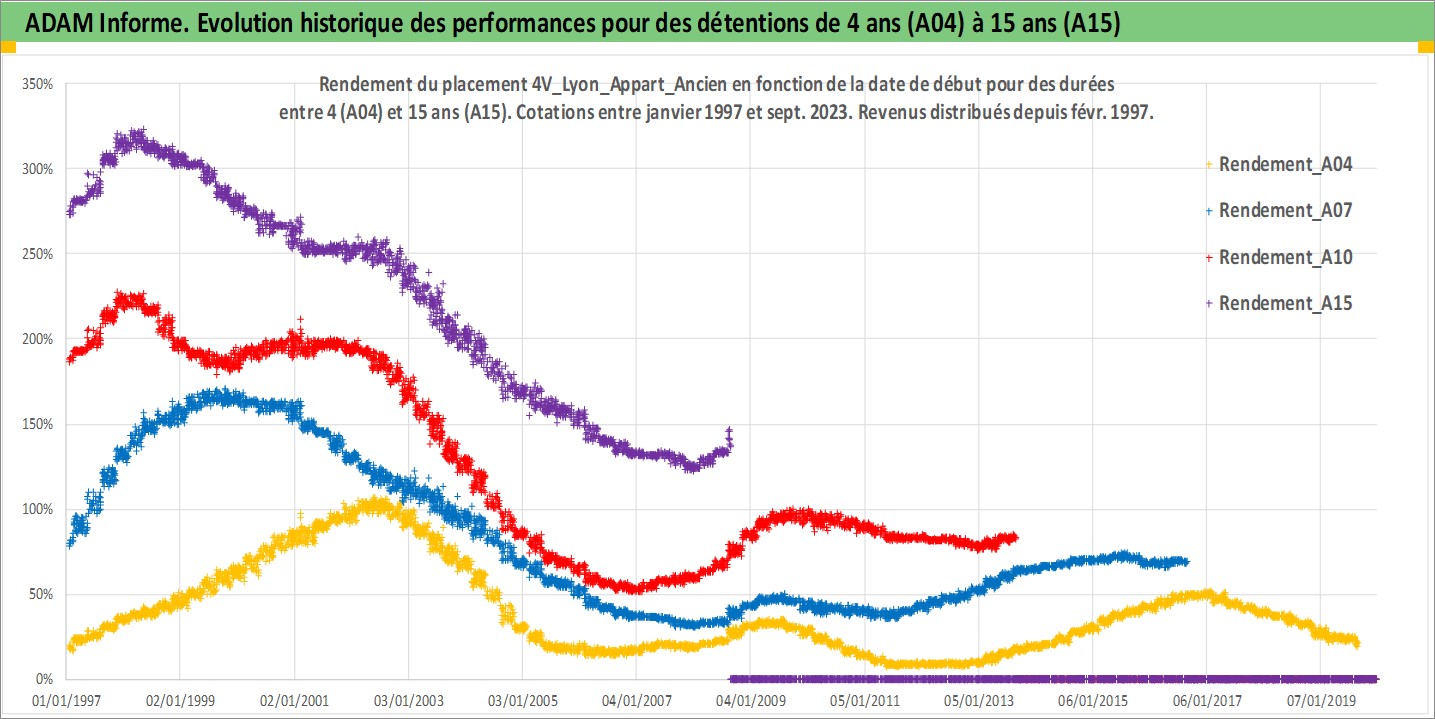 ADAM Informe. Evolution historique des performances pour des détentions de 4 ans (A04) à 15 ans (A15)
Rendement du placement 4V_Lyon_Appart_Ancien en fonction de la date de début pour des durées
entre 4 (A04) et 15 ans (A15). Cotations entre janvier 1997 et sept. 2023. Revenus distribués depuis févr. 1997.
350%
300%
250%
200%
150%
100%
50%
0%
Rendement_A04
Rendement_A07
Rendement_A10
Rendement_A15
01/01/1997
02/01/1999
02/01/2001
03/01/2003
03/01/2005
04/01/2007
04/01/2009
05/01/2011
05/01/2013
06/01/2015
06/01/2017
07/01/2019